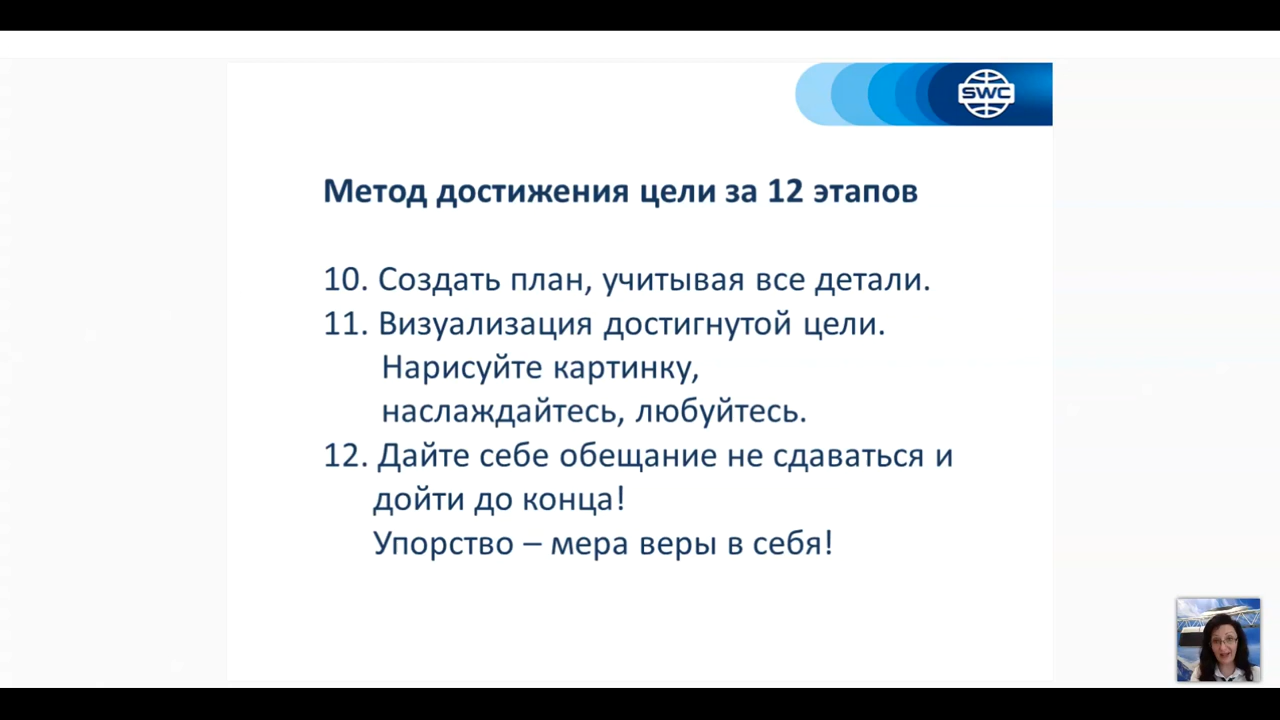 SWC
Метод достижения цели за 12 этапов
10. Создать план, учитывая все детали.
11. Визуализация достигнутой цели.
Нарисуйте картинку,
наслаждайтесь, любуйтесь.
12. Дайте себе обещание не сдаваться и
дойти до конца!
Упорство – мера веры в себя!